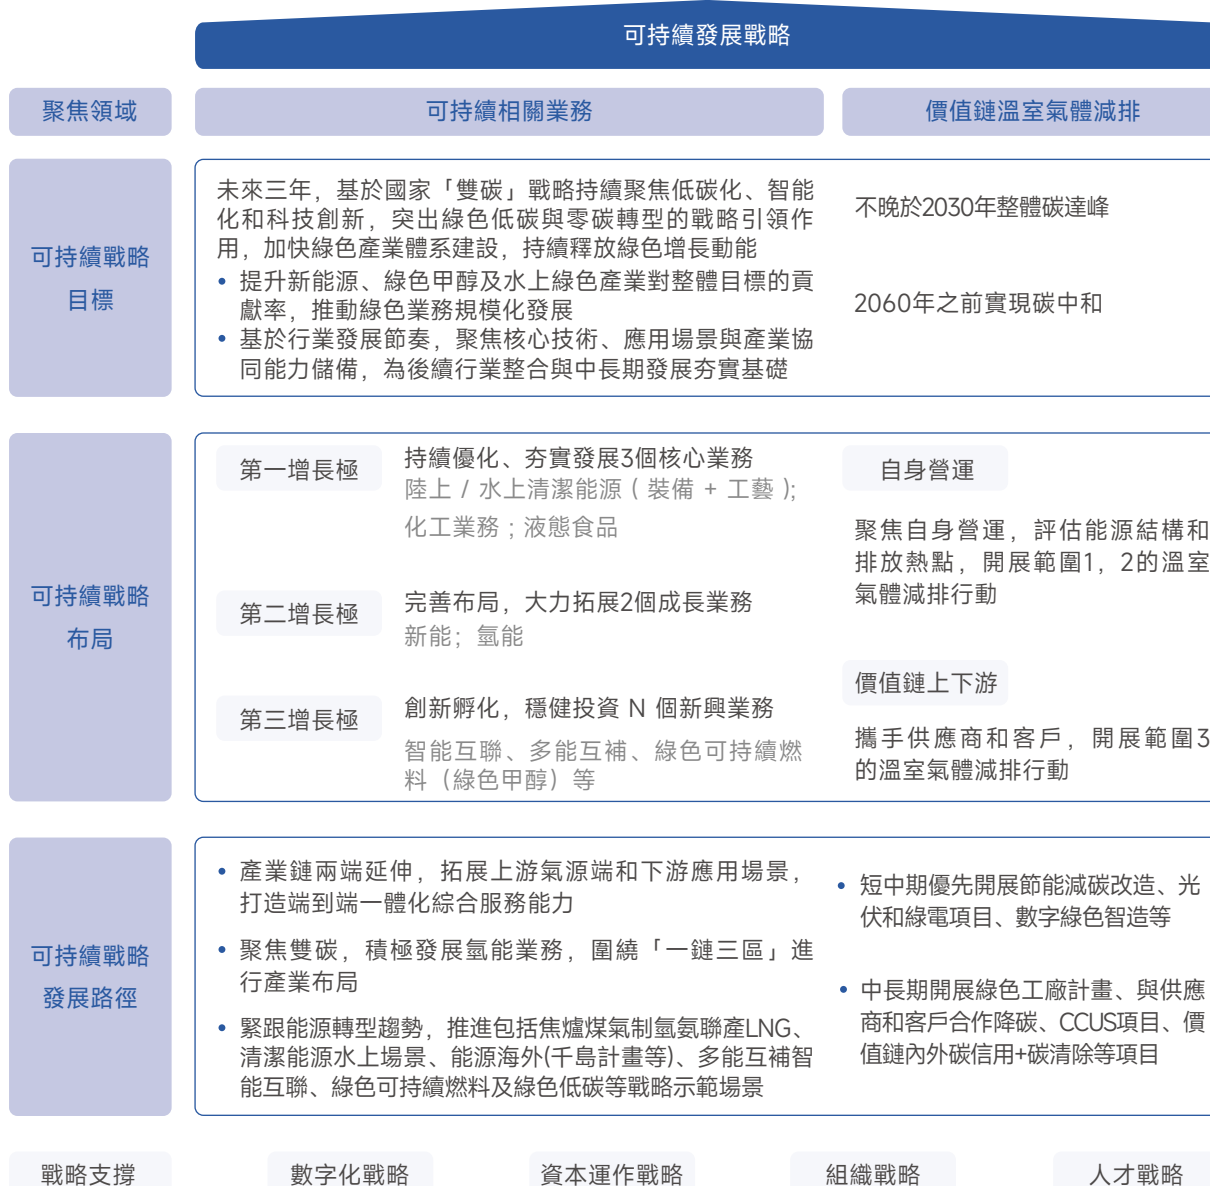 可持續發展戰略
聚焦領域
可持續相關業務
價值鏈溫室氣體減排
可持續戰略
目標
未來三年，基於國家「雙碳」戰略持續聚焦低碳化、智能
化和科技創新，突出綠色低碳與零碳轉型的戰略引領作
用，加快綠色產業體系建設，持續釋放綠色增長動能
• 提升新能源、綠色甲醇及水上綠色產業對整體目標的貢
獻率，推動綠色業務規模化發展
• 基於行業發展節奏，聚焦核心技術、應用場景與產業協
同能力儲備，為後續行業整合與中長期發展夯實基礎
不晚於2030年整體碳達峰
2060年之前實現碳中和
可持續戰略
布局
第一增長極
持續優化、夯實發展3個核心業務
陸上 / 水上清潔能源 ( 裝備 + 工藝 );
化工業務 ; 液態食品
第二增長極
完善布局，大力拓展2個成長業務
新能；氫能
第三增長極
創新孵化，穩健投資 N 個新興業務
智能互聯、多能互補、綠色可持續燃
料（綠色甲醇）等
自身營運
聚焦自身營運，評估能源結構和
排放熱點，開展範圍1，2的溫室
氣體減排行動
價值鏈上下游
攜手供應商和客戶，開展範圍3
的溫室氣體減排行動
可持續戰略
發展路徑
• 產業鏈兩端延伸，拓展上游氣源端和下游應用場景，
打造端到端一體化綜合服務能力
• 聚焦雙碳，積極發展氫能業務，圍繞「一鏈三區」進
行產業布局
• 緊跟能源轉型趨勢，推進包括焦爐煤氣制氫氨聯產LNG、
清潔能源水上場景、能源海外(千島計畫等)、多能互補智
能互聯、綠色可持續燃料及綠色低碳等戰略示範場景
• 短中期優先開展節能減碳改造、光
伏和綠電項目、數字綠色智造等
• 中長期開展綠色工廠計畫、與供應
商和客戶合作降碳、CCUS項目、價
值鏈內外碳信用+碳清除等項目
戰略支撐
數字化戰略
資本運作戰略
組織戰略
人才戰略